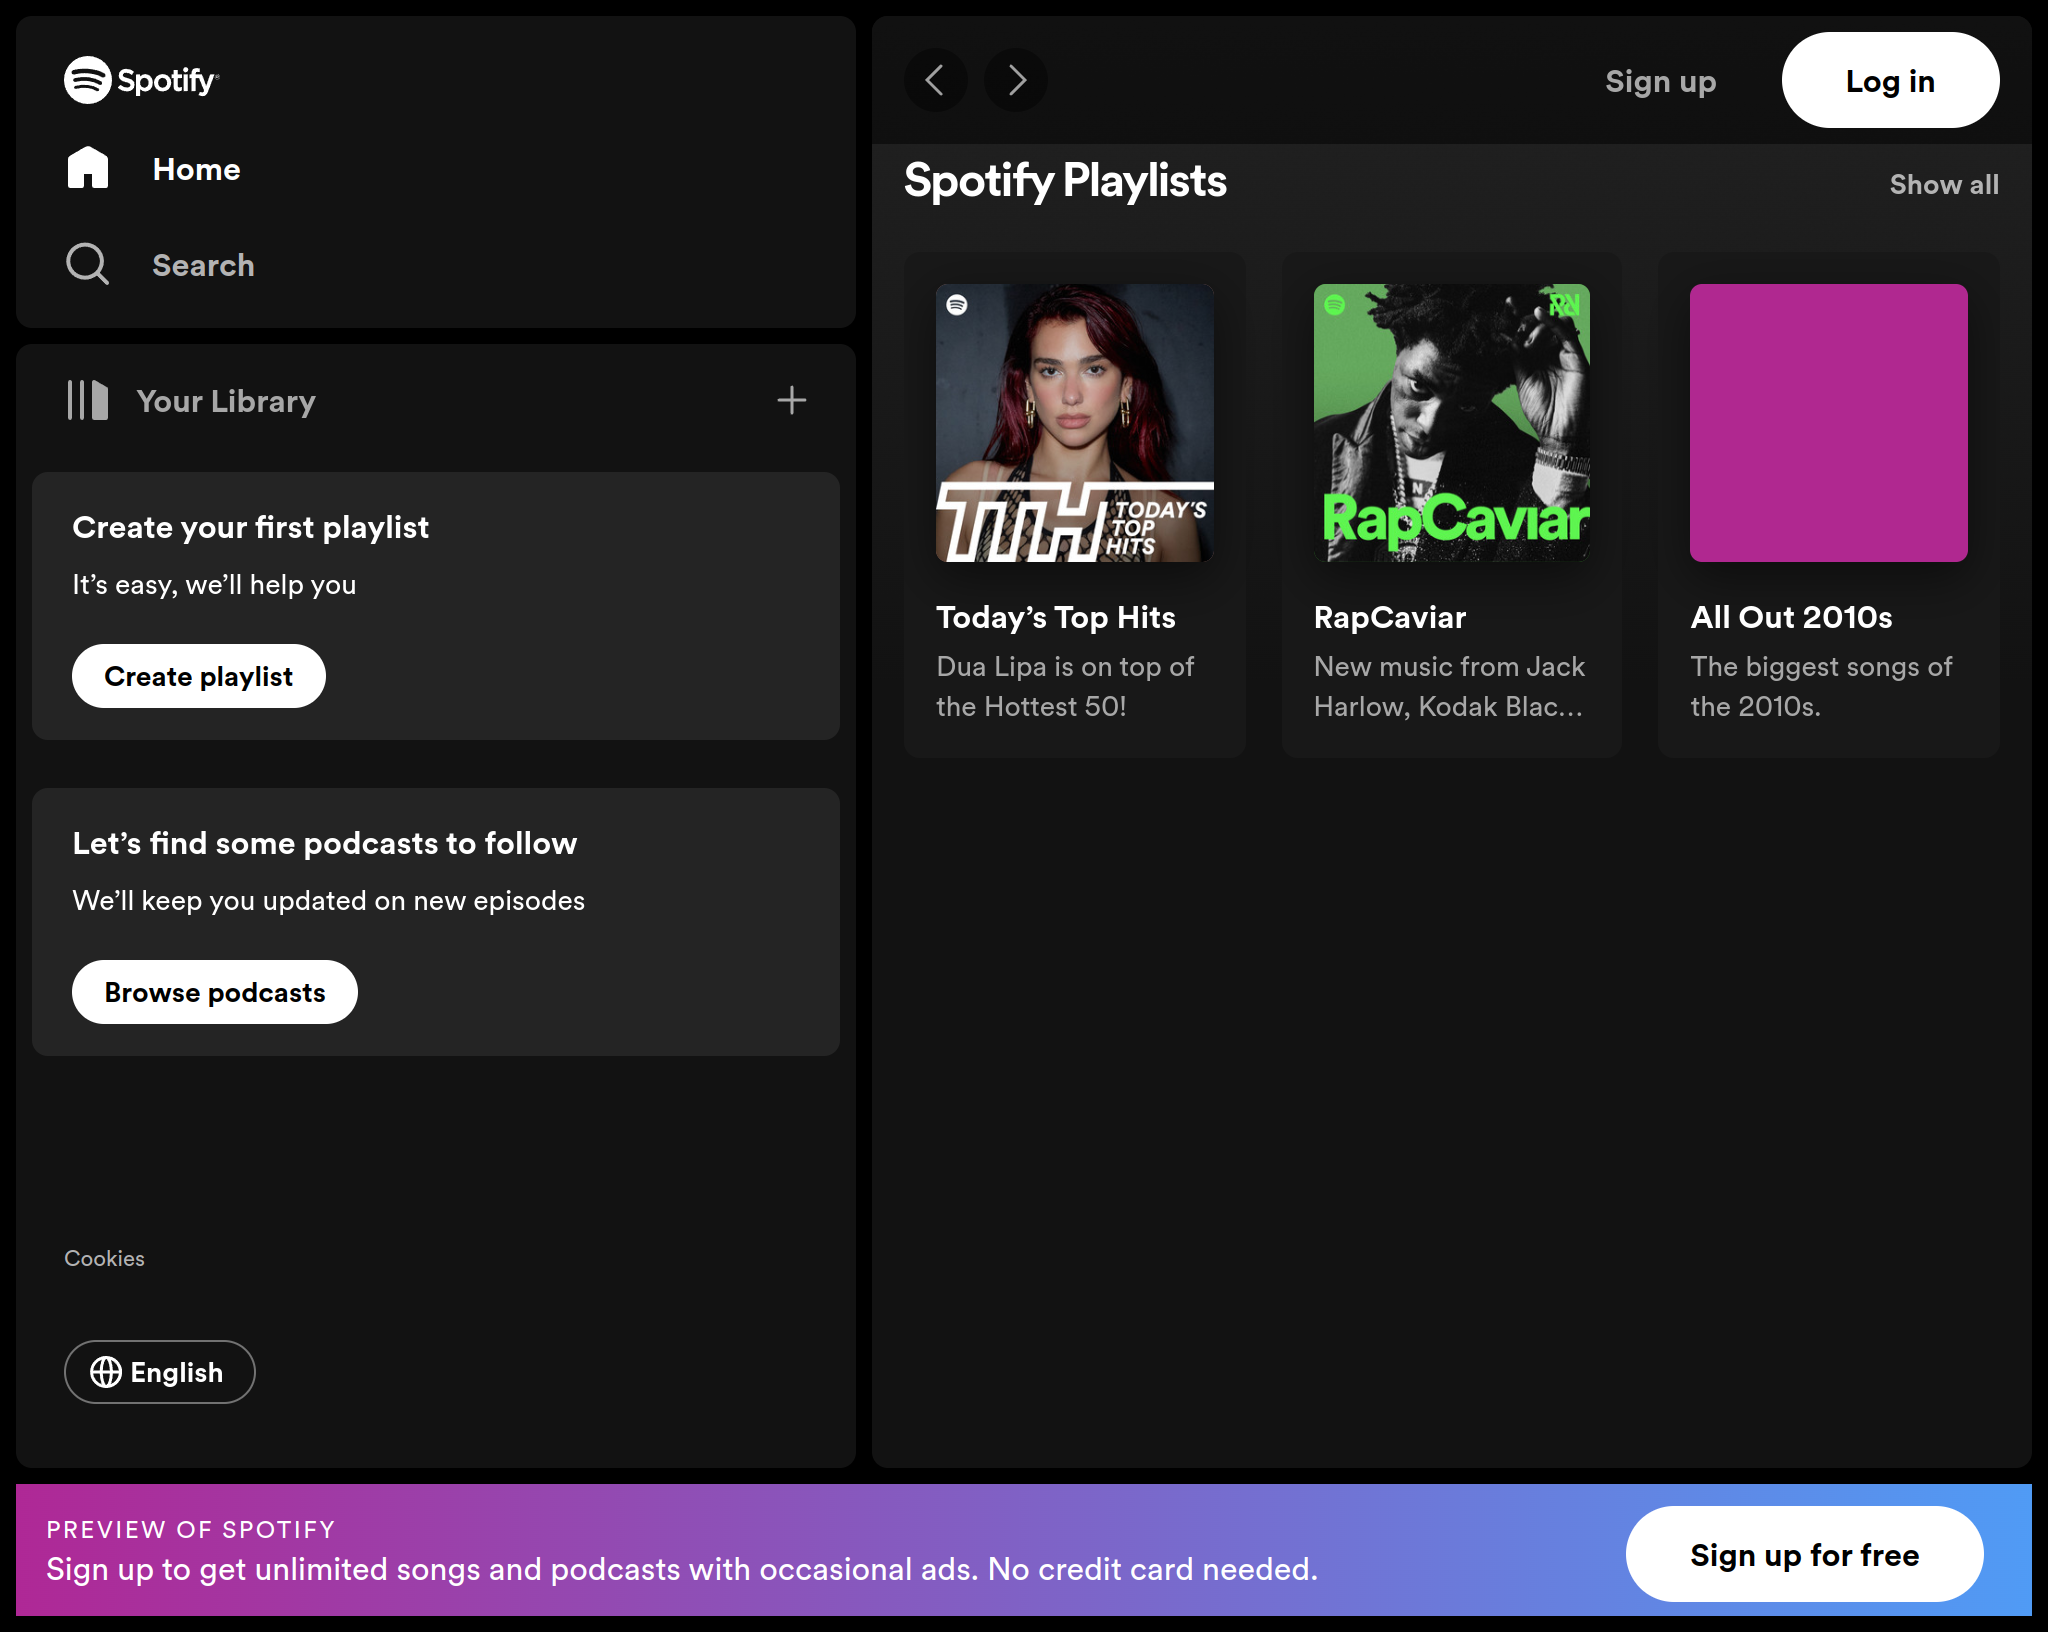 Spotify
Home
Search
Your Library
Create your first playlist
It's easy, we'll help you
Create playlist
Let's find some podcasts to follow
We'll keep you updated on new episodes
Browse podcasts
Cookies
English
Sign up
Log in
Spotify Playlists
Show all
TTH TODAY'S
TOP
HITS
RapCaviar
Today's Top Hits
Dua Lipa is on top of
the Hottest 50!
RapCaviar
New music from Jack
Harlow, Kodak Blac...
All Out 2010s
The biggest songs of
the 2010s.
PREVIEW OF SPOTIFY
Sign up to get unlimited songs and podcasts with occasional ads. No credit card needed.
Sign up for free